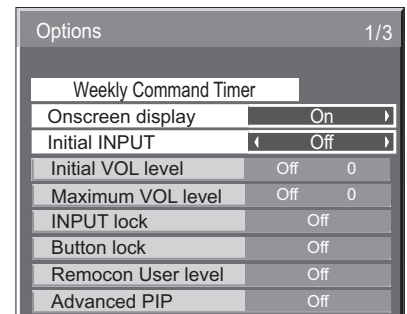 Options 1/3
Weekly Command Timer
Onscreen display On
Initial INPUT Off
Initial VOL level Off 0
Maximum VOL level Off 0
INPUT lock Off
Button lock Off
Remocon User level Off
Advanced PIP Off